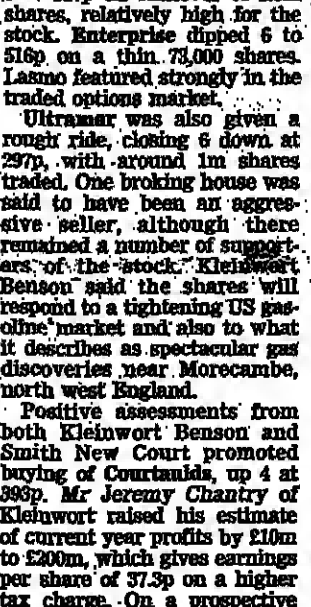 shares, relatively high for the
stock. Enterprise dipped 6 to
516p on a thin 73,000 shares.
Lasmo featured strongly in the
traded options market.
Ultramar was also given a
rough ride, closing 6 down at
297p, with around 1m shares
traded. One broking house was
said to have been an aggres-
sive seller, although there
remained a number of support-
ers of the stock. Kleinwort
Benson said the shares will
respond to a tightening US gas-
oline market and also to what
it describes as spectacular gas
discoveries near Morecambe,
north west England.
Positive assessments from
both Kleinwort Benson and
Smith New Court promoted
buying of Courtaulds, up 4 at
393p. Mr Jeremy Chantry of
Kleinwort raised his estimate
of current year profits by £10m
to £200m, which gives earnings
per share of 37.3p on a higher
tax charge. On a prospective